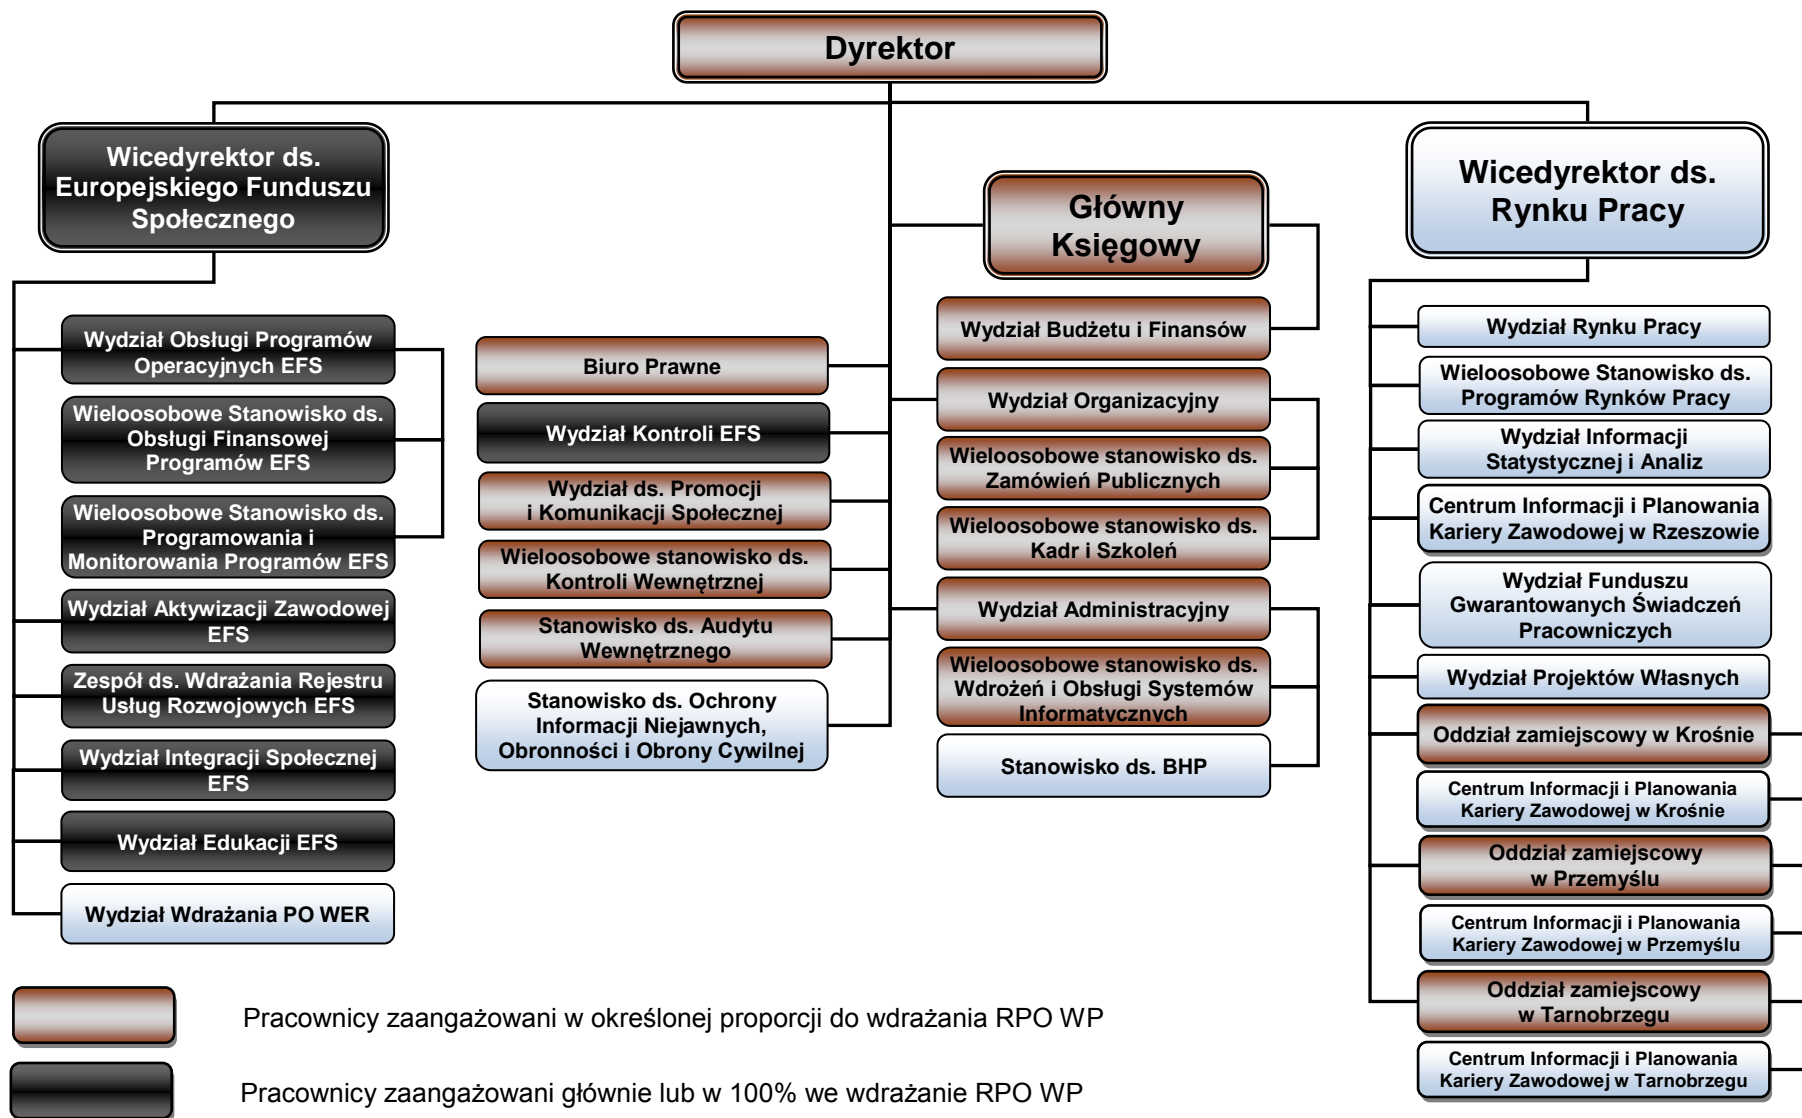 Dyrektor
Wicedyrektor ds.
Europejskiego Funduszu
Społecznego
Główny
Księgowy
Wicedyrektor ds.
Rynku Pracy
Wydział Obsługi Programów
Operacyjnych EFS
Wieloosobowe Stanowisko ds.
Obsługi Finansowej
Programów EFS
Wieloosobowe Stanowisko ds.
Programowania i
Monitorowania Programów EFS
Wydział Aktywizacji Zawodowej
EFS
Zespół ds. Wdrażania Rejestru
Usług Rozwojowych EFS
Wydział Integracji Społecznej
EFS
Wydział Edukacji EFS
Wydział Wdrażania PO WER
Biuro Prawne
Wydział Kontroli EFS
Wydział ds. Promocji
i Komunikacji Społecznej
Wieloosobowe stanowisko ds.
Kontroli Wewnętrznej
Stanowisko ds. Audytu
Wewnętrznego
Stanowisko ds. Ochrony
Informacji Niejawnych,
Obronności i Obrony Cywilnej
Wydział Budżetu i Finansów
Wydział Organizacyjny
Wieloosobowe stanowisko ds.
Zamówień Publicznych
Wieloosobowe stanowisko ds.
Kadr i Szkoleń
Wydział Administracyjny
Wieloosobowe stanowisko ds.
Wdrożeń i Obsługi Systemów
Informatycznych
Stanowisko ds. BHP
Wydział Rynku Pracy
Wieloosobowe Stanowisko ds.
Programów Rynków Pracy
Wydział Informacji
Statystycznej i Analiz
Centrum Informacji i Planowania
Kariery Zawodowej w Rzeszowie
Wydział Funduszu
Gwarantowanych Świadczeń
Pracowniczych
Wydział Projektów Własnych
Oddział zamiejscowy w Krośnie
Centrum Informacji i Planowania
Kariery Zawodowej w Krośnie
Oddział zamiejscowy
w Przemyślu
Centrum Informacji i Planowania
Kariery Zawodowej w Przemyślu
Oddział zamiejscowy
w Tarnobrzegu
Centrum Informacji i Planowania
Kariery Zawodowej w Tarnobrzegu
Pracownicy zaangażowani w określonej proporcji do wdrażania RPO WP
Pracownicy zaangażowani głównie lub w 100% we wdrażanie RPO WP